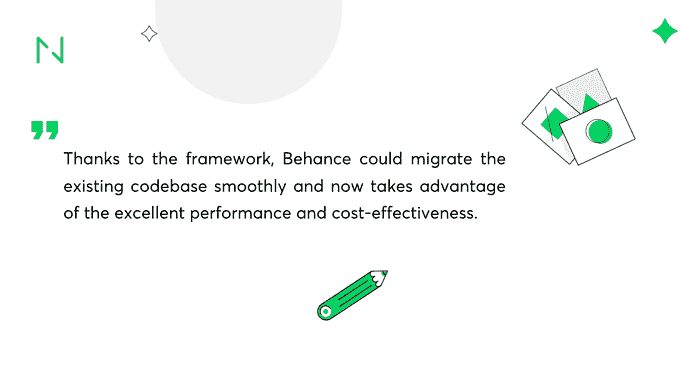 Thanks to the framework, Behance could migrate the
existing codebase smoothly and now takes advantage
of the excellent performance and cost-effectiveness.